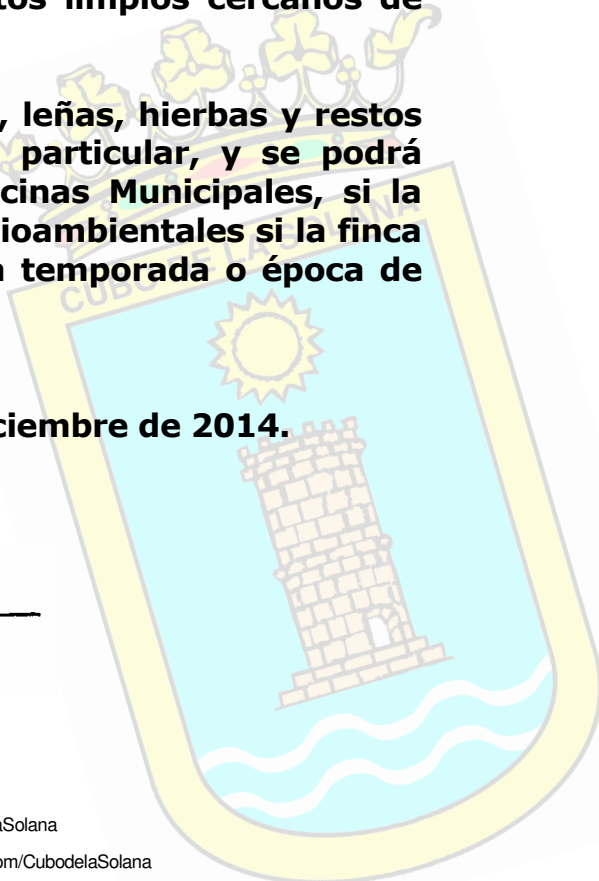 tos limpios cercanos de
, leñas, hierbas y restos
particular, y se podrá
cinas Municipales, si la
ioambientales si la finca
a temporada o época de
CUBO DE LA SOLANA
ciembre de 2014.
aSolana
om/CubodelaSolana